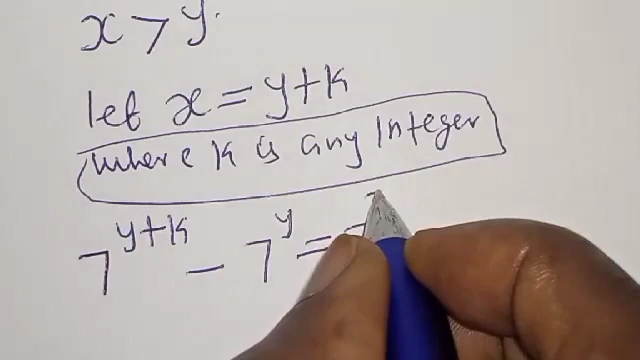 x > y.
let x = y+k
where k is any Integer
7^{y+k} - 7^y =